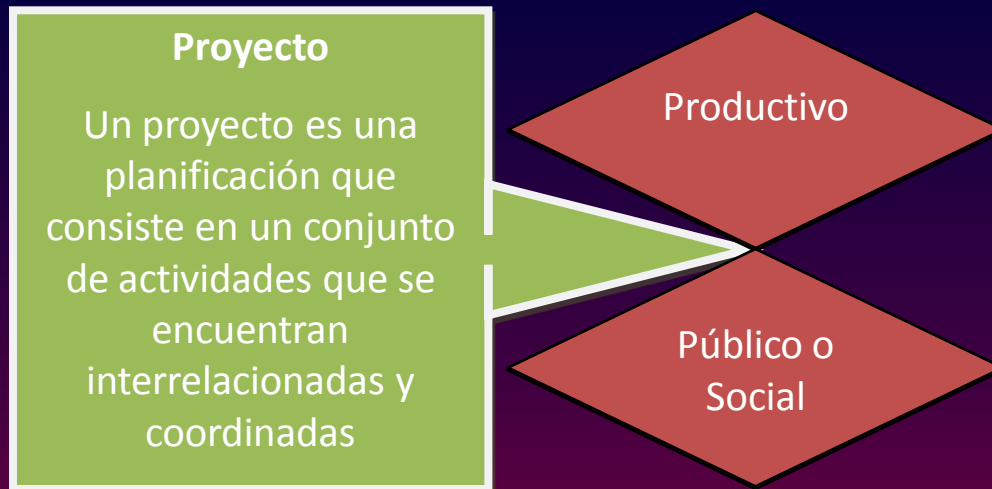 Proyecto
Un proyecto es una
planificación que
consiste en un conjunto
de actividades que se
encuentran
interrelacionadas y
coordinadas
Productivo
Público o
Social